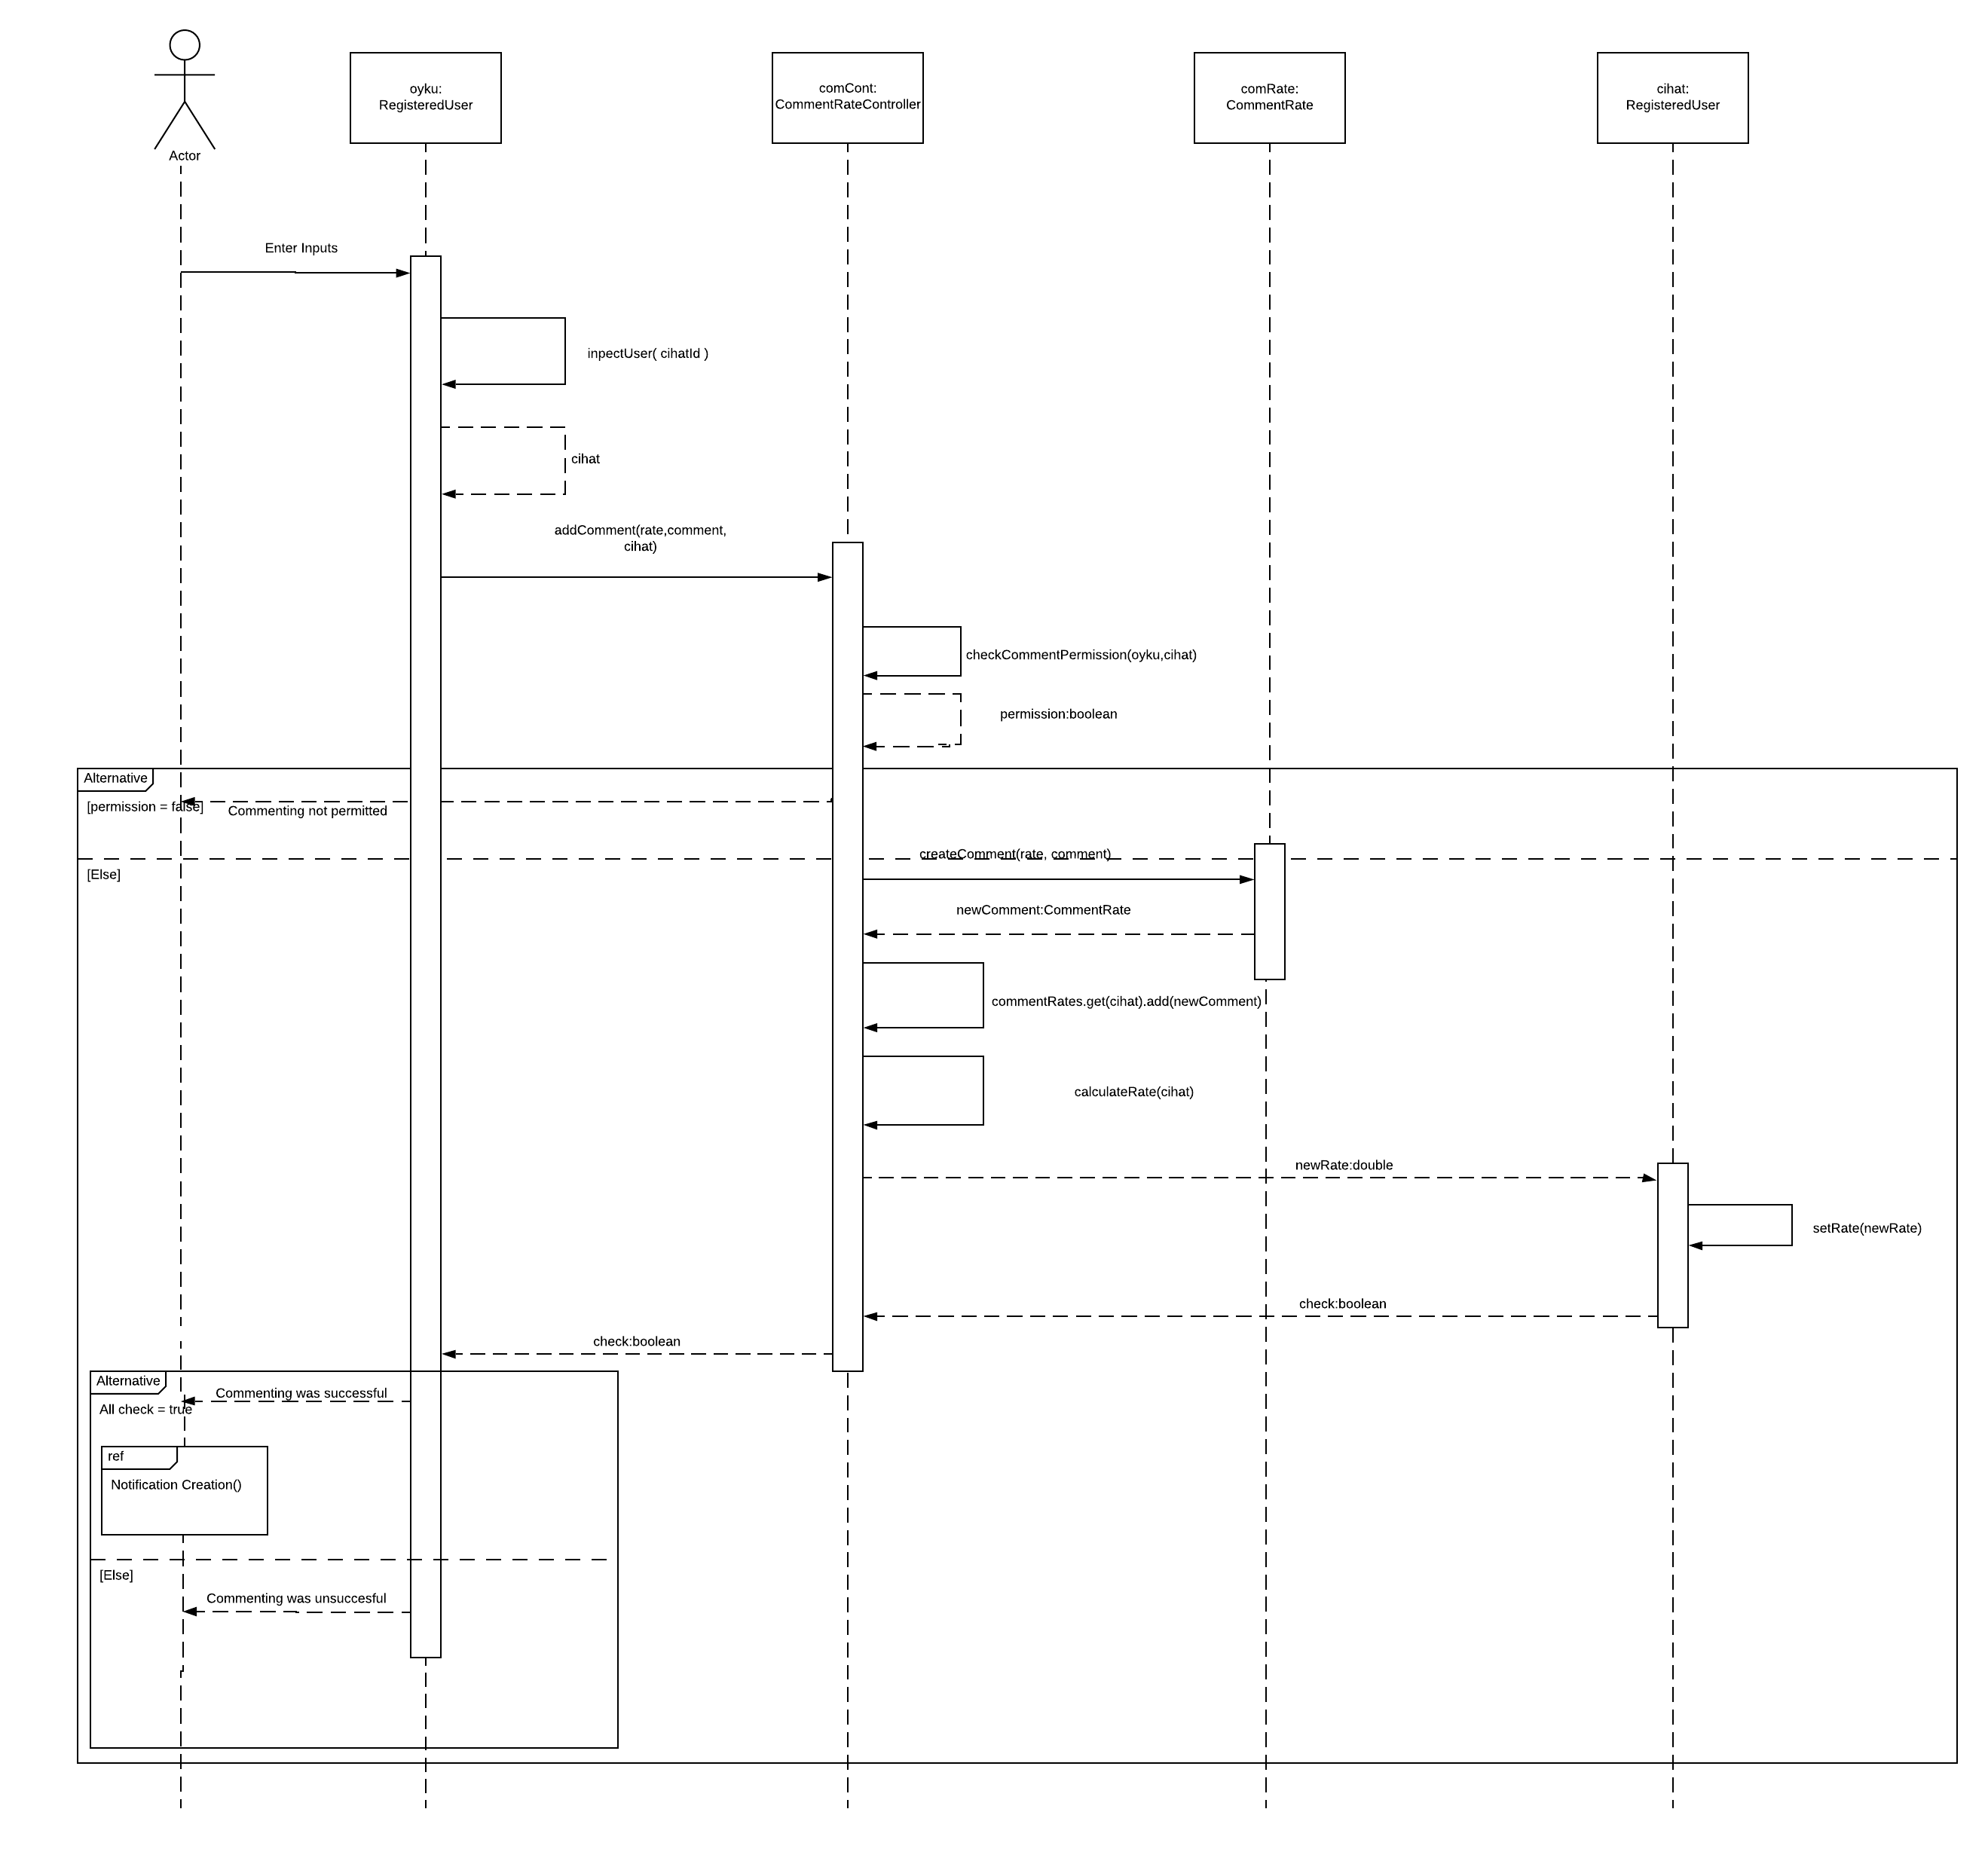 Actor
oyku:
RegisteredUser
comCont:
CommentRateController
comRate:
CommentRate
cihat:
RegisteredUser
Enter Inputs
inpectUser( cihatId )
cihat
addComment(rate,comment,
cihat)
checkCommentPermission(oyku,cihat)
permission:boolean
Alternative
[permission = false]
Commenting not permitted
createComment(rate, comment)
[Else]
newComment:CommentRate
commentRates.get(cihat).add(newComment)
calculateRate(cihat)
newRate:double
setRate(newRate)
check:boolean
check:boolean
Alternative
Commenting was successful
All check = true
ref
Notification Creation()
[Else]
Commenting was unsuccesful